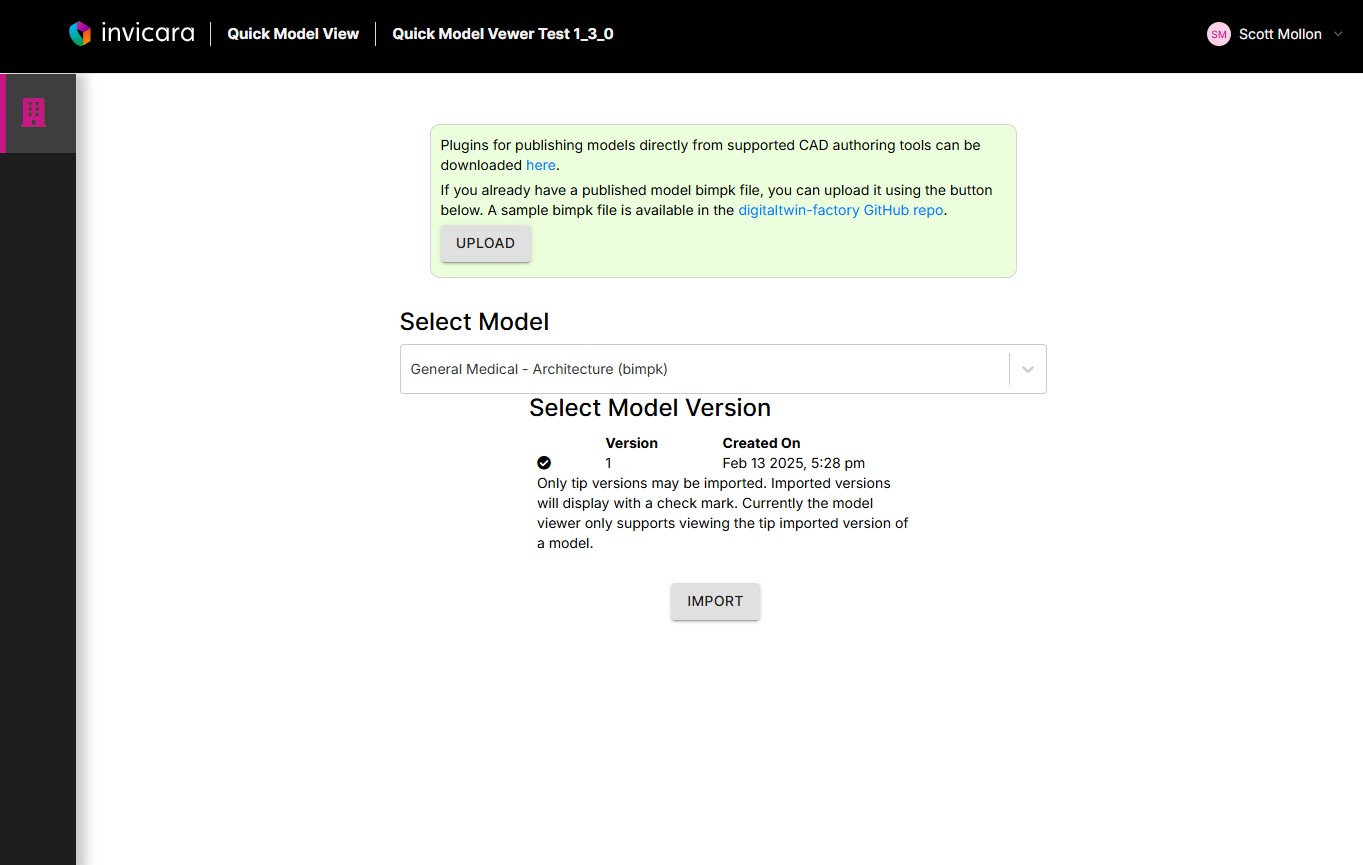 invicara
Quick Model View
Quick Model Vewer Test 1_3_0
SM
Scott Mollon
Plugins for publishing models directly from supported CAD authoring tools can be
downloaded here.
If you already have a published model bimpk file, you can upload it using the button
below. A sample bimpk file is available in the digitaltwin-factory GitHub repo.
UPLOAD
Select Model
General Medical - Architecture (bimpk)
Select Model Version
Version Created On
1 Feb 13 2025, 5:28 pm
Only tip versions may be imported. Imported versions
will display with a check mark. Currently the model
viewer only supports viewing the tip imported version of
a model.
IMPORT